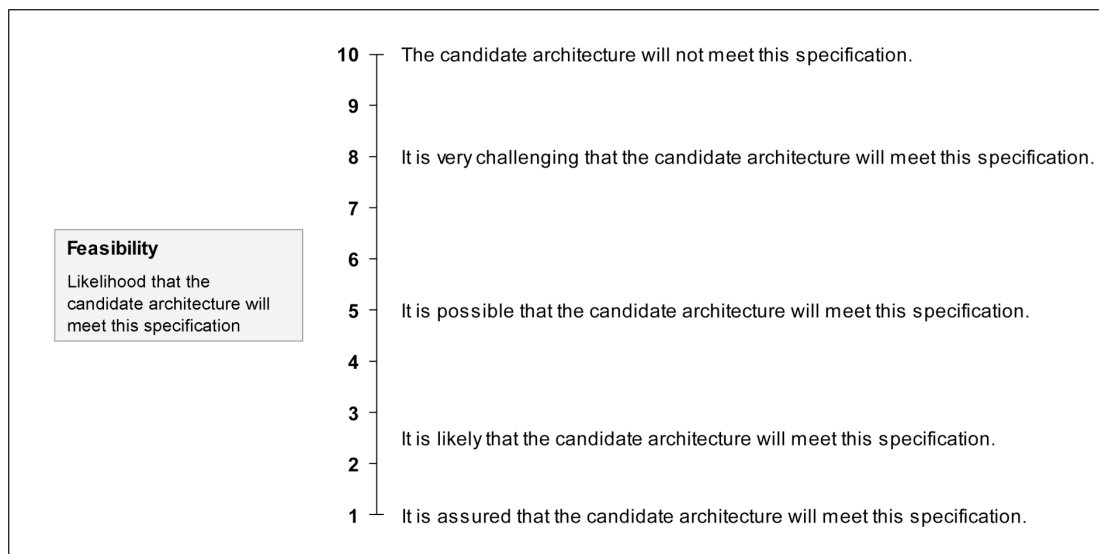 10 The candidate architecture will not meet this specification.
9
8 It is very challenging that the candidate architecture will meet this specification.
7
Feasibility
Likelihood that the
candidate architecture will
meet this specification
6
5 It is possible that the candidate architecture will meet this specification.
4
3
It is likely that the candidate architecture will meet this specification.
2
1 It is assured that the candidate architecture will meet this specification.